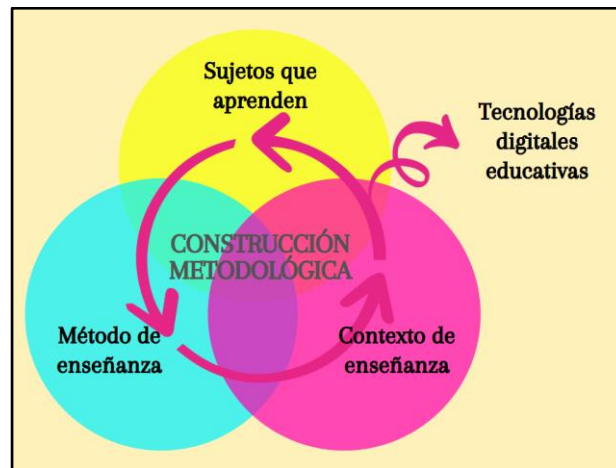 Sujetos que
aprenden
Tecnologías
digitales
educativas
CONSTRUCCIÓN
METODOLÓGICA
Método de
enseñanza
Contexto de
enseñanza